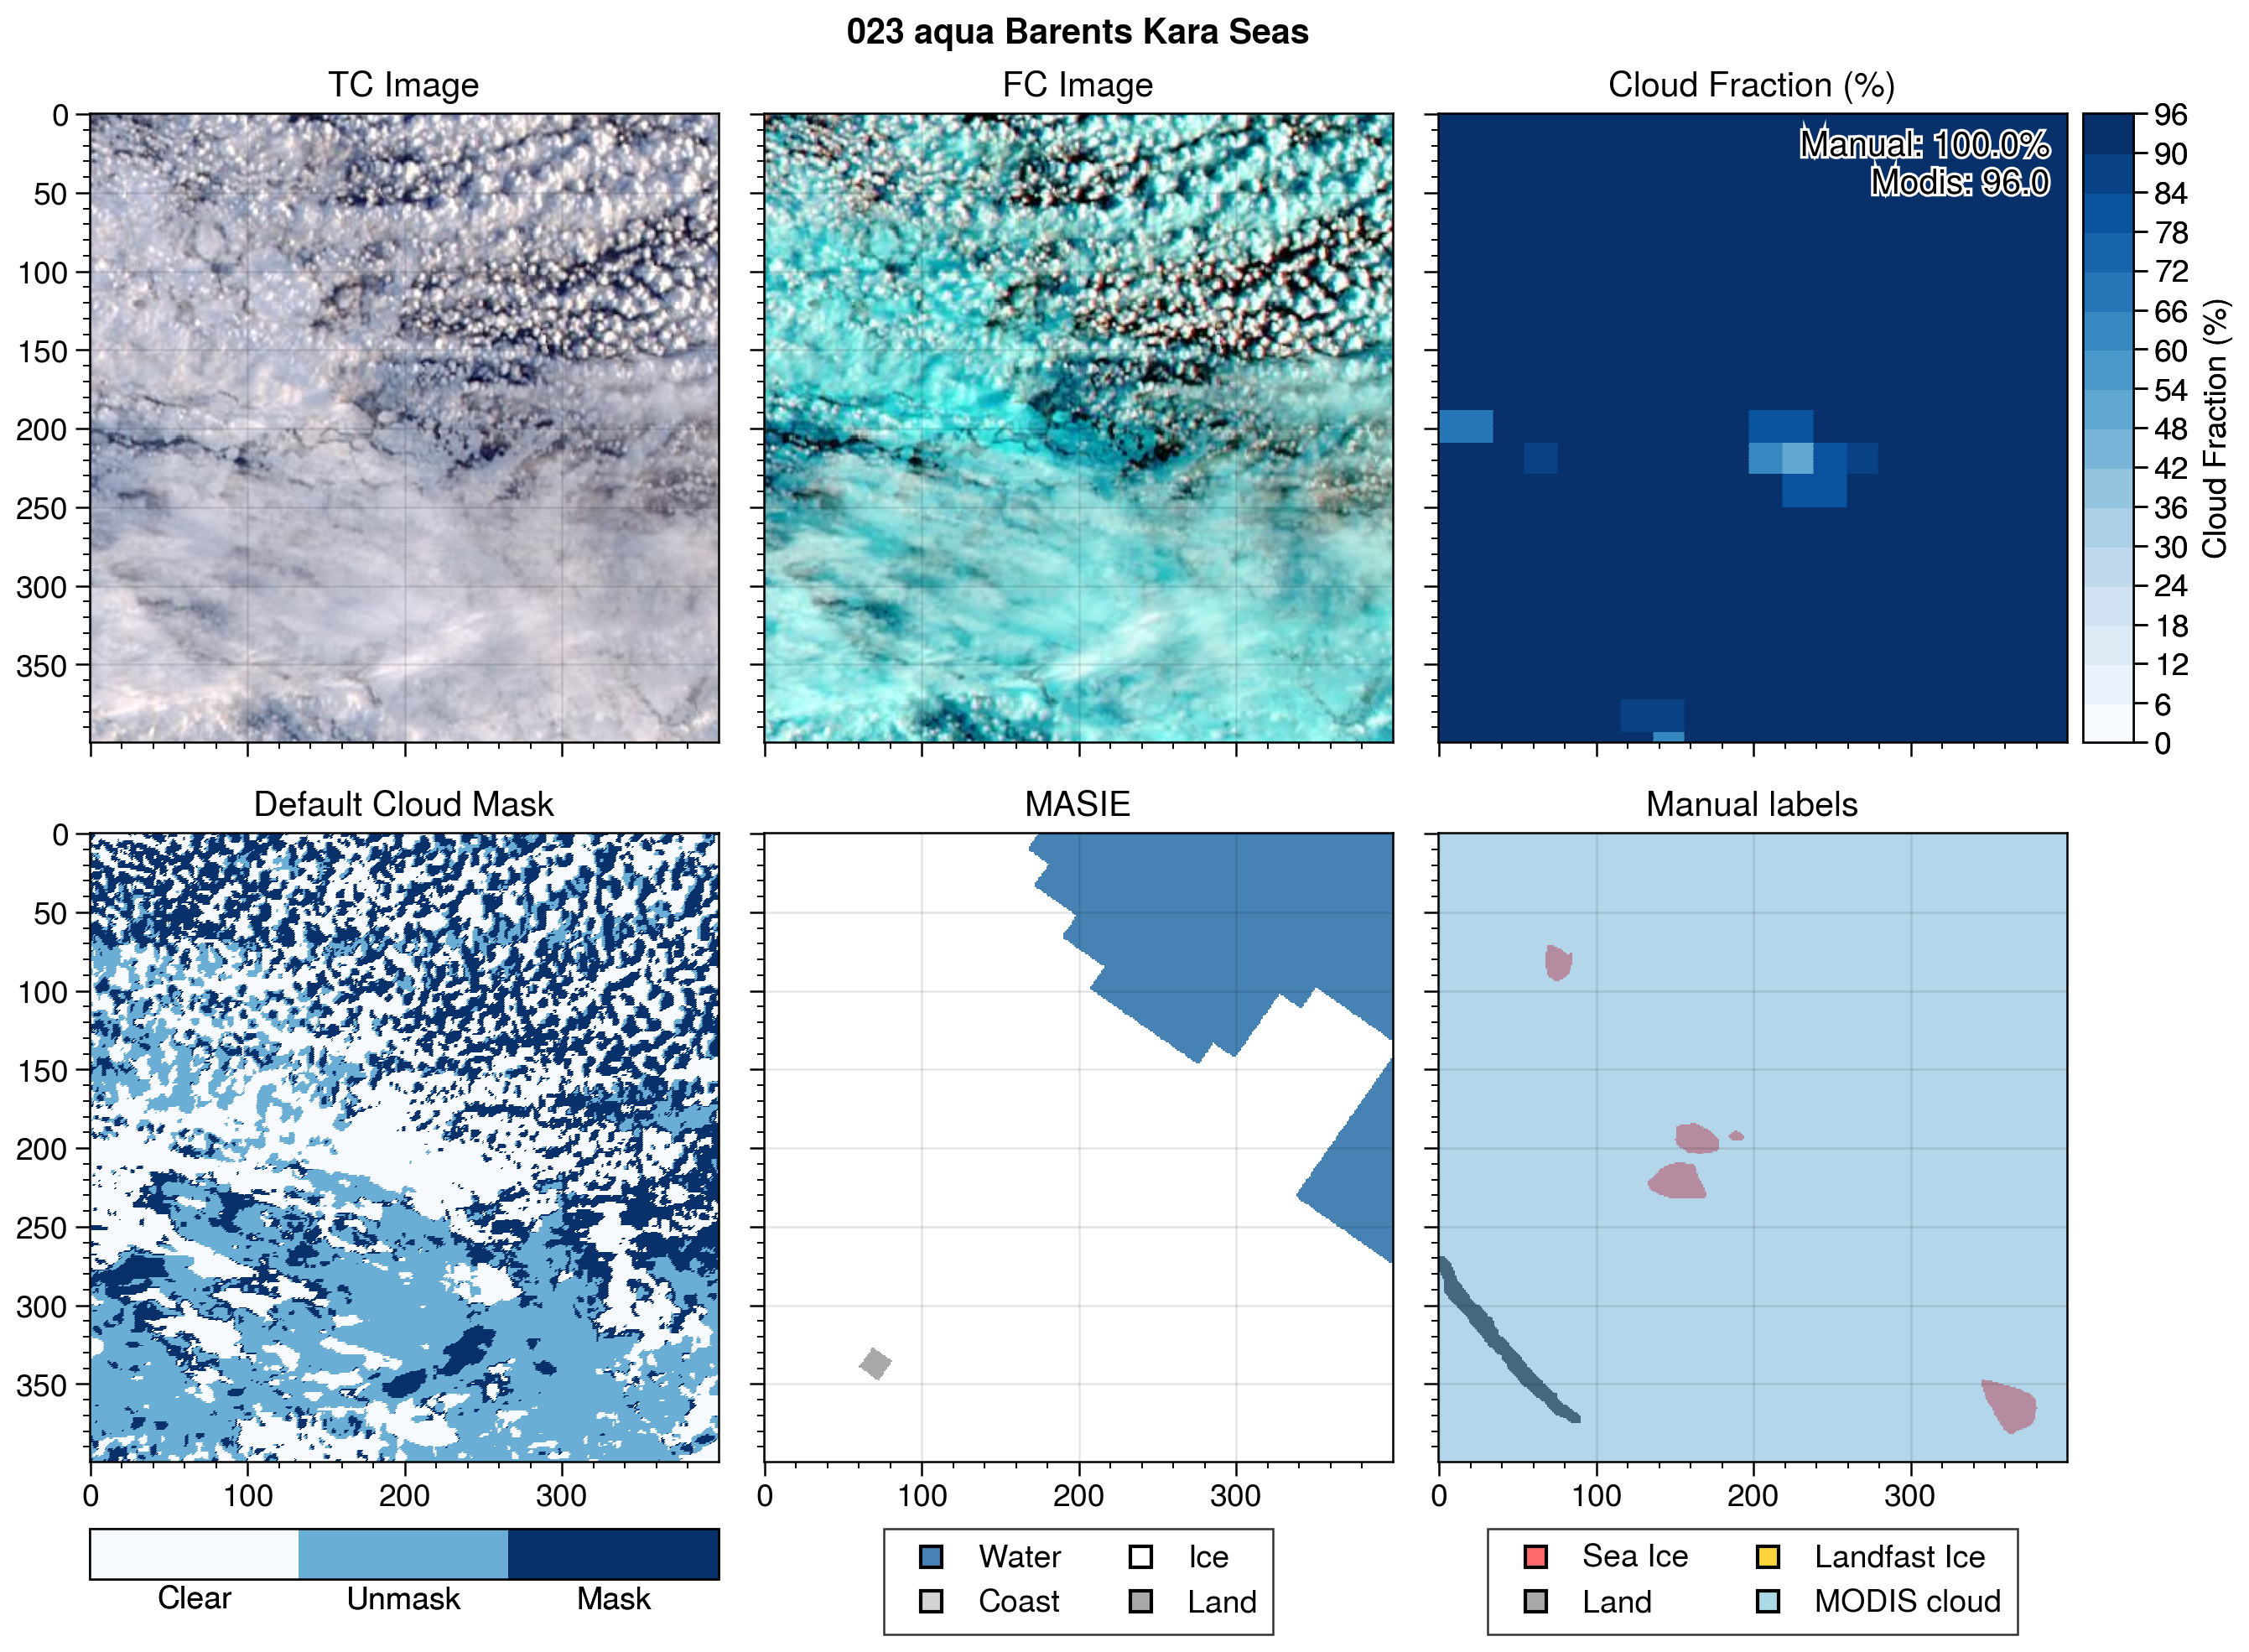 023 aqua Barents Kara Seas
TC Image
FC Image
Cloud Fraction (%)
0
50
100
150
200
250
300
350
Manual: 100.0%
Modis: 96.0
96
90
84
78
72
66
60
54
48
42
36
30
24
18
12
6
0
Cloud Fraction (%)
Default Cloud Mask
MASIE
Manual labels
0
50
100
150
200
250
300
350
0 100 200 300
0 100 200 300
0 100 200 300
Clear Unmask Mask
Water Ice
Coast Land
Sea Ice Landfast Ice
Land MODIS cloud